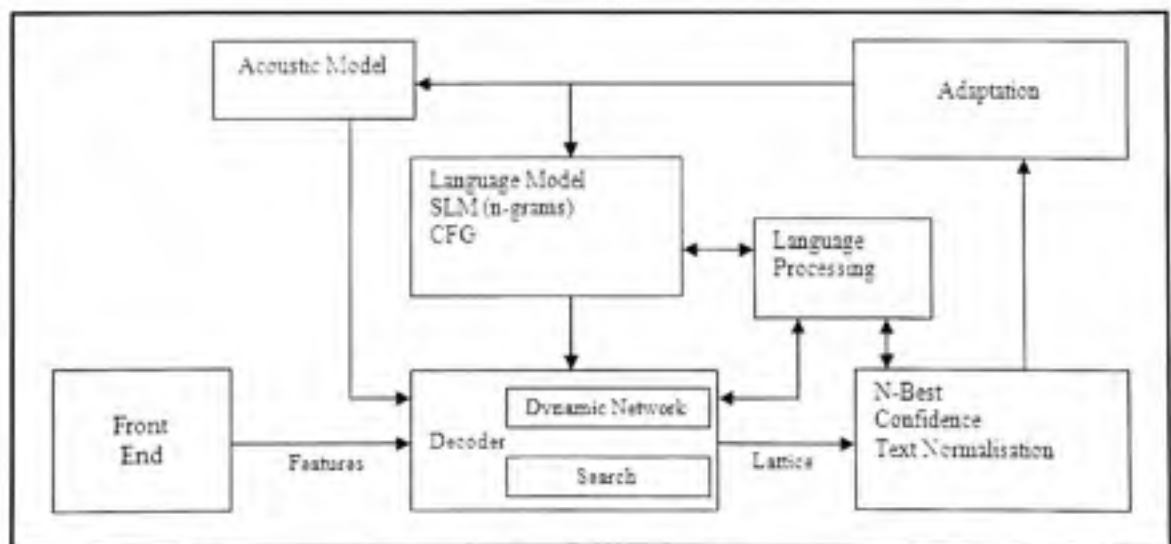 Acoustic Model
Adaptation
Language Model
SLM (n-grams)
CFG
Language
Processing
Front
End
Features
Decoder
Dynamic Network
Search
Lattice
N-Best
Confidence
Text Normalisation